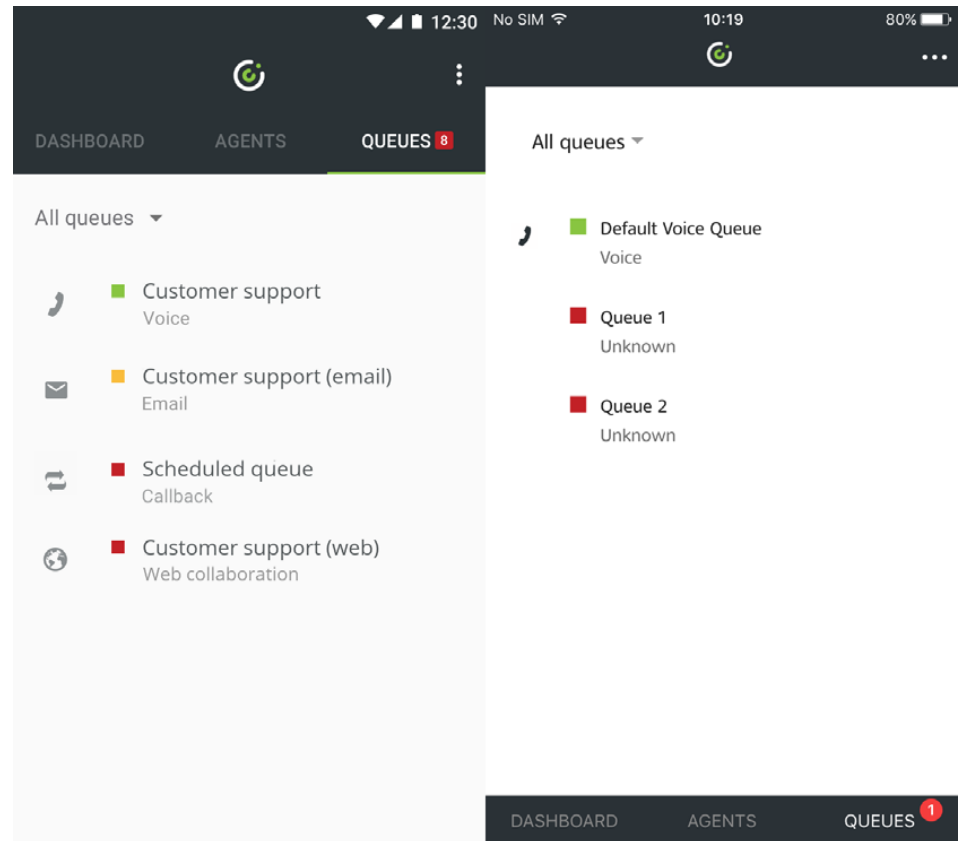 12:30
DASHBOARD AGENTS QUEUES 8
All queues
Customer support
Voice
Customer support (email)
Email
Scheduled queue
Callback
Customer support (web)
Web collaboration
No SIM 10:19 80%
All queues
Default Voice Queue
Voice
Queue 1
Unknown
Queue 2
Unknown
DASHBOARD AGENTS QUEUES 1